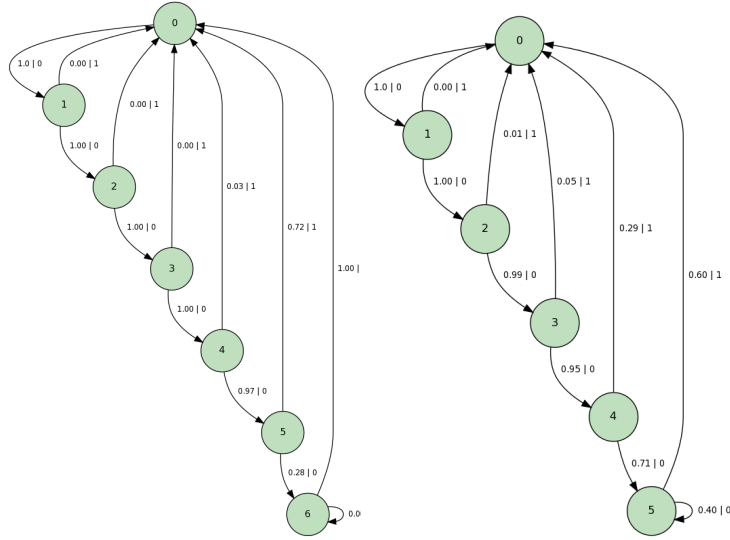 0
1.0 | 0
0.00 | 1
1
0.00 | 1
1.00 | 0
2
1.00 | 0
0.00 | 1
3
1.00 | 0
0.03 | 1
4
0.97 | 0
0.72 | 1
5
0.28 | 0
1.00 |
6
0.0
0
1.0 | 0
0.00 | 1
1
0.01 | 1
1.00 | 0
2
0.99 | 0
0.05 | 1
3
0.95 | 0
0.29 | 1
4
0.71 | 0
0.60 | 1
5
0.40 | 0